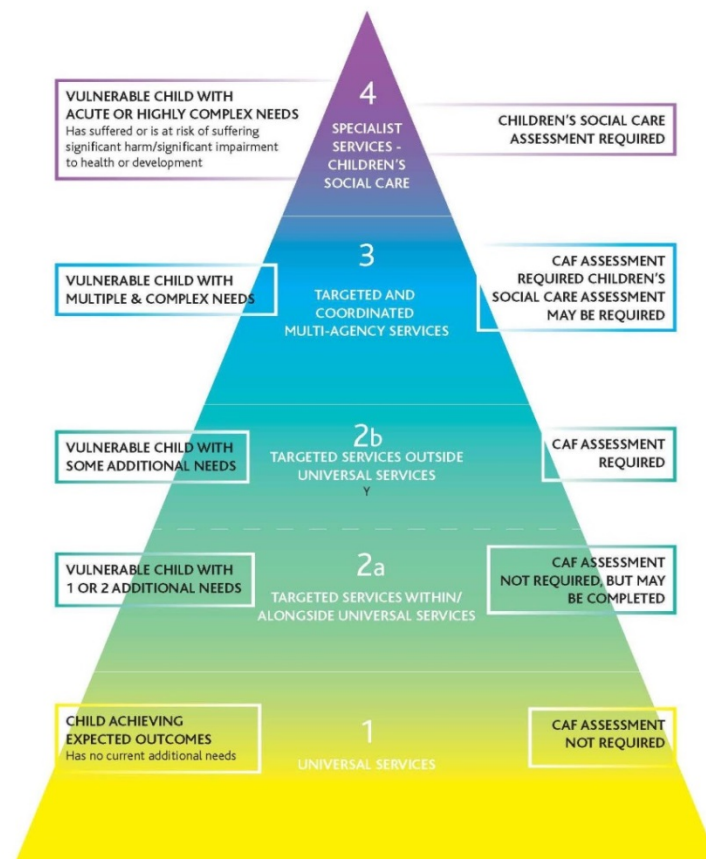 VULNERABLE CHILD WITH
ACUTE OR HIGHLY COMPLEX NEEDS
Has suffered or is at risk of suffering
significant harm/significant impairment
to health or development
4
SPECIALIST
SERVICES -
CHILDREN'S
SOCIAL CARE
CHILDREN'S SOCIAL CARE
ASSESSMENT REQUIRED
VULNERABLE CHILD WITH
MULTIPLE & COMPLEX NEEDS
3
TARGETED AND
COORDINATED
MULTI-AGENCY SERVICES
CAF ASSESSMENT
REQUIRED CHILDREN'S
SOCIAL CARE ASSESSMENT
MAY BE REQUIRED
VULNERABLE CHILD WITH
SOME ADDITIONAL NEEDS
2b
TARGETED SERVICES OUTSIDE
UNIVERSAL SERVICES
Y
CAF ASSESSMENT
REQUIRED
VULNERABLE CHILD WITH
1 OR 2 ADDITIONAL NEEDS
2a
TARGETED SERVICES WITHIN/
ALONGSIDE UNIVERSAL SERVICES
CAF ASSESSMENT
NOT REQUIRED, BUT MAY
BE COMPLETED
CHILD ACHIEVING
EXPECTED OUTCOMES
Has no current additional needs
1
UNIVERSAL SERVICES
CAF ASSESSMENT
NOT REQUIRED